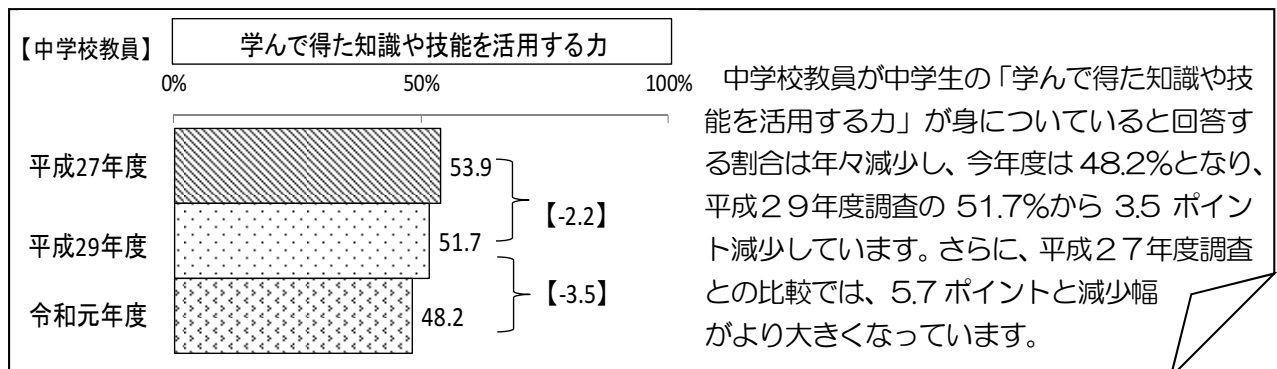 【中学校教員】
学んで得た知識や技能を活用する力
0%
50%
100%
平成27年度
53.9
【-2.2】
平成29年度
51.7
【-3.5】
令和元年度
48.2
中学校教員が中学生の「学んで得た知識や技
能を活用する力」が身についていると回答す
る割合は年々減少し、今年度は 48.2%となり、
平成２９年度調査の 51.7%から 3.5 ポイン
ト減少しています。さらに、平成２７年度調査
との比較では、5.7 ポイントと減少幅
がより大きくなっています。